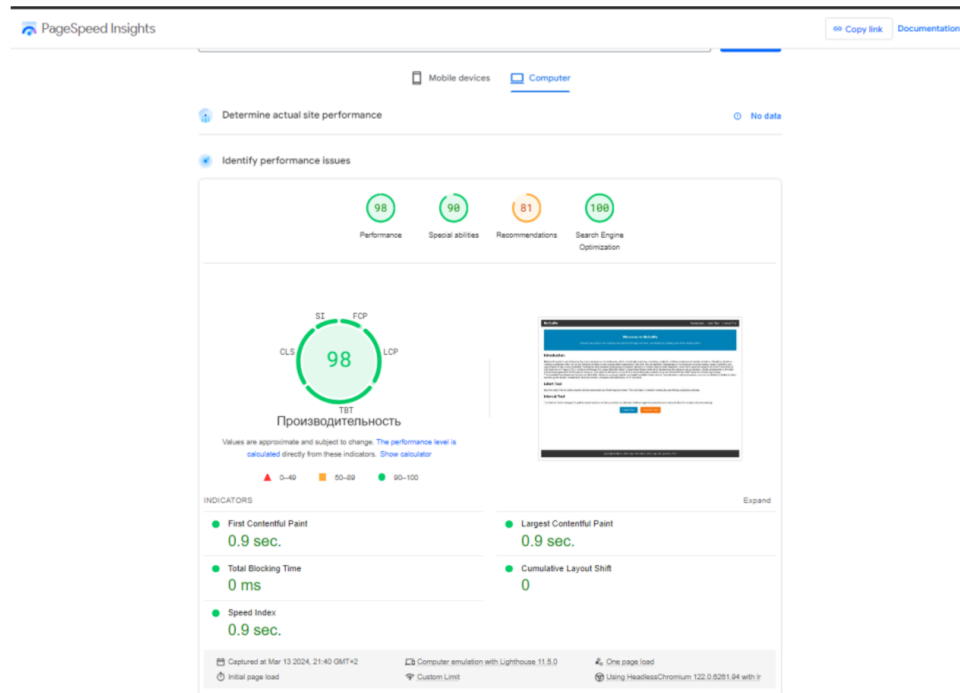 PageSpeed Insights
Copy link
Documentation
Mobile devices
Computer
Determine actual site performance
No data
Identify performance issues
98
90
81
100
Performance
Special abilities
Recommendations
Search Engine
Optimization
SI
FCP
CLS
LCP
98
TBT
Производительность
Values are approximate and subject to change. The performance level is
calculated directly from these indicators. Show calculator
0–49
50–89
90–100
INDICATORS
Expand
First Contentful Paint
0.9 sec.
Largest Contentful Paint
0.9 sec.
Total Blocking Time
0 ms
Cumulative Layout Shift
0
Speed Index
0.9 sec.
Captured at Mar 13 2024, 21:40 GMT+2
Computer emulation with Lighthouse 11.5.0
One page load
Initial page load
Custom Limit
Using HeadlessChromium 122.0.6261.94 with lr